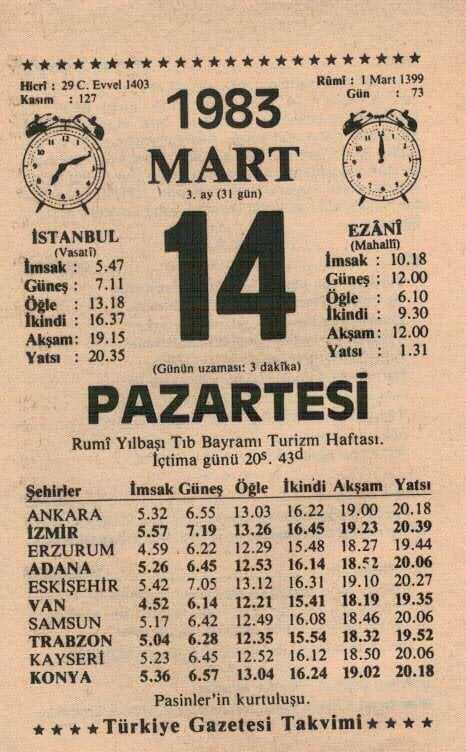 Hicrî : 29 C. Evvel 1403
Kasım : 127
Rûmî : 1 Mart 1399
Gün : 73
1983
MART
3. ay (31 gün)
14
İSTANBUL
(Vasatî)
İmsak : 5.47
Güneş : 7.11
Öğle : 13.18
İkindi : 16.37
Akşam: 19.15
Yatsı : 20.35
EZÂNÎ
(Mahallî)
İmsak : 10.18
Güneş : 12.00
Öğle : 6.10
İkindi : 9.30
Akşam: 12.00
Yatsı : 1.31
(Günün uzaması: 3 dakîka)
PAZARTESİ
Rumî Yılbaşı Tıb Bayramı Turizm Haftası.
İçtima günü 20s. 43d
Şehirler İmsak Güneş Öğle İkindi Akşam Yatsı
ANKARA 5.32 6.55 13.03 16.22 19.00 20.18
İZMİR 5.57 7.19 13.26 16.45 19.23 20.39
ERZURUM 4.59 6.22 12.29 15.48 18.27 19.44
ADANA 5.26 6.45 12.53 16.14 18.52 20.06
ESKİŞEHİR 5.42 7.05 13.12 16.31 19.10 20.27
VAN 4.52 6.14 12.21 15.41 18.19 19.35
SAMSUN 5.17 6.42 12.49 16.08 18.46 20.06
TRABZON 5.04 6.28 12.35 15.54 18.32 19.52
KAYSERİ 5.23 6.45 12.52 16.12 18.50 20.06
KONYA 5.36 6.57 13.04 16.24 19.02 20.18
Pasinler'in kurtuluşu.
Türkiye Gazetesi Takvimi